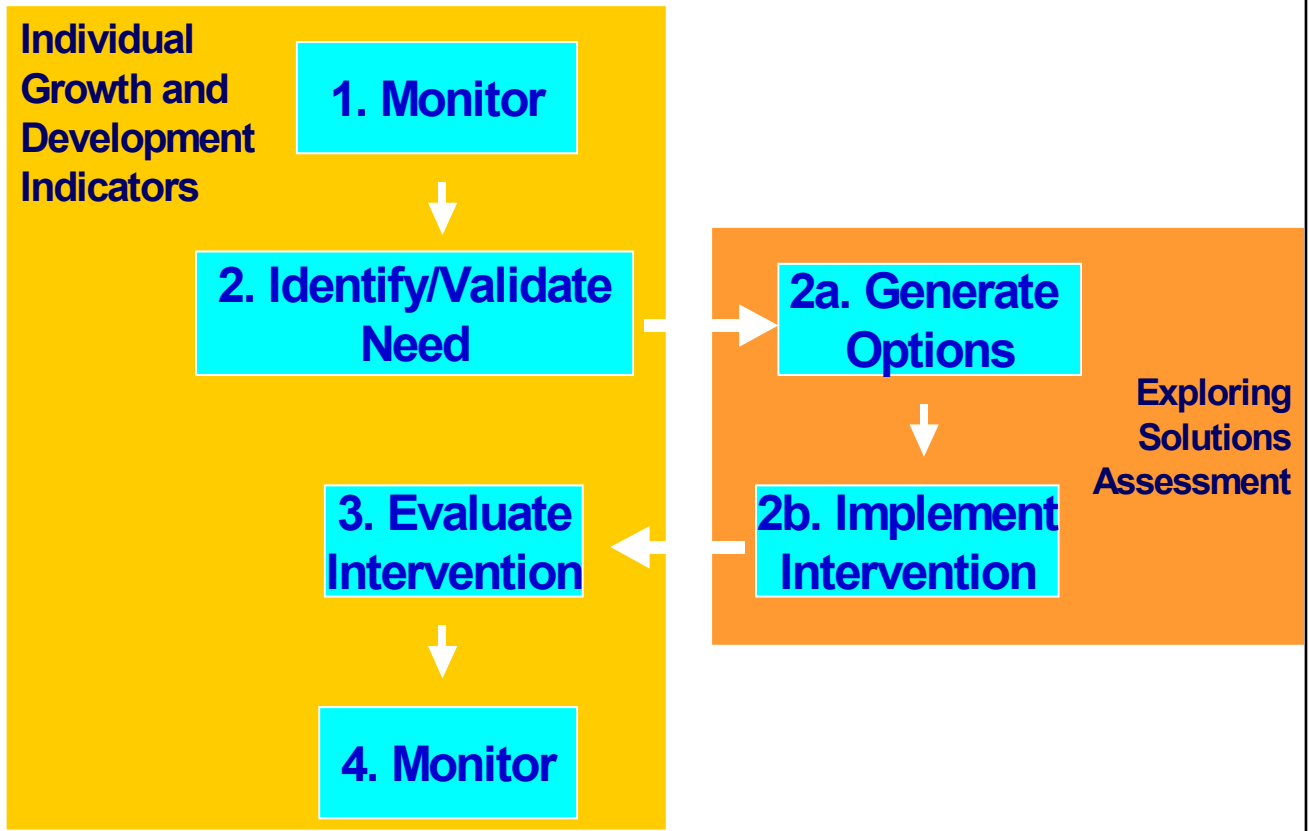 Individual
Growth and
Development
Indicators
1. Monitor
2. Identify/Validate
Need
2a. Generate
Options
Exploring
Solutions
Assessment
2b. Implement
Intervention
3. Evaluate
Intervention
4. Monitor